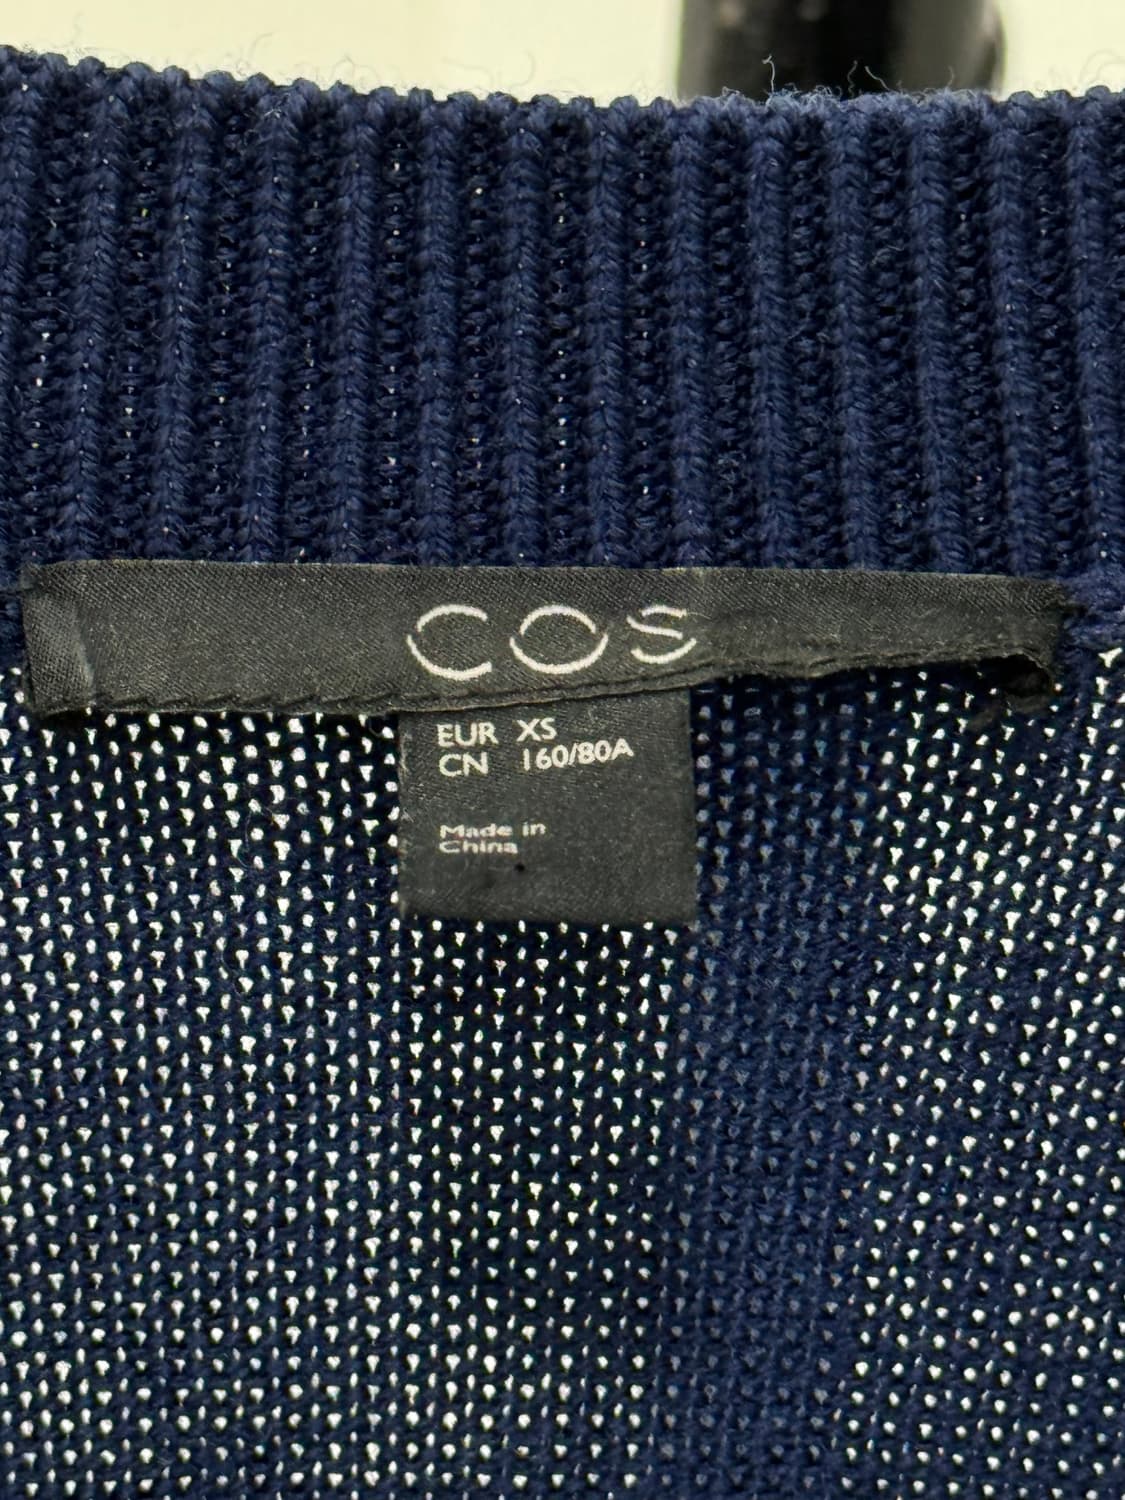 COS
EUR XS
CN 160/80A
Made in
China